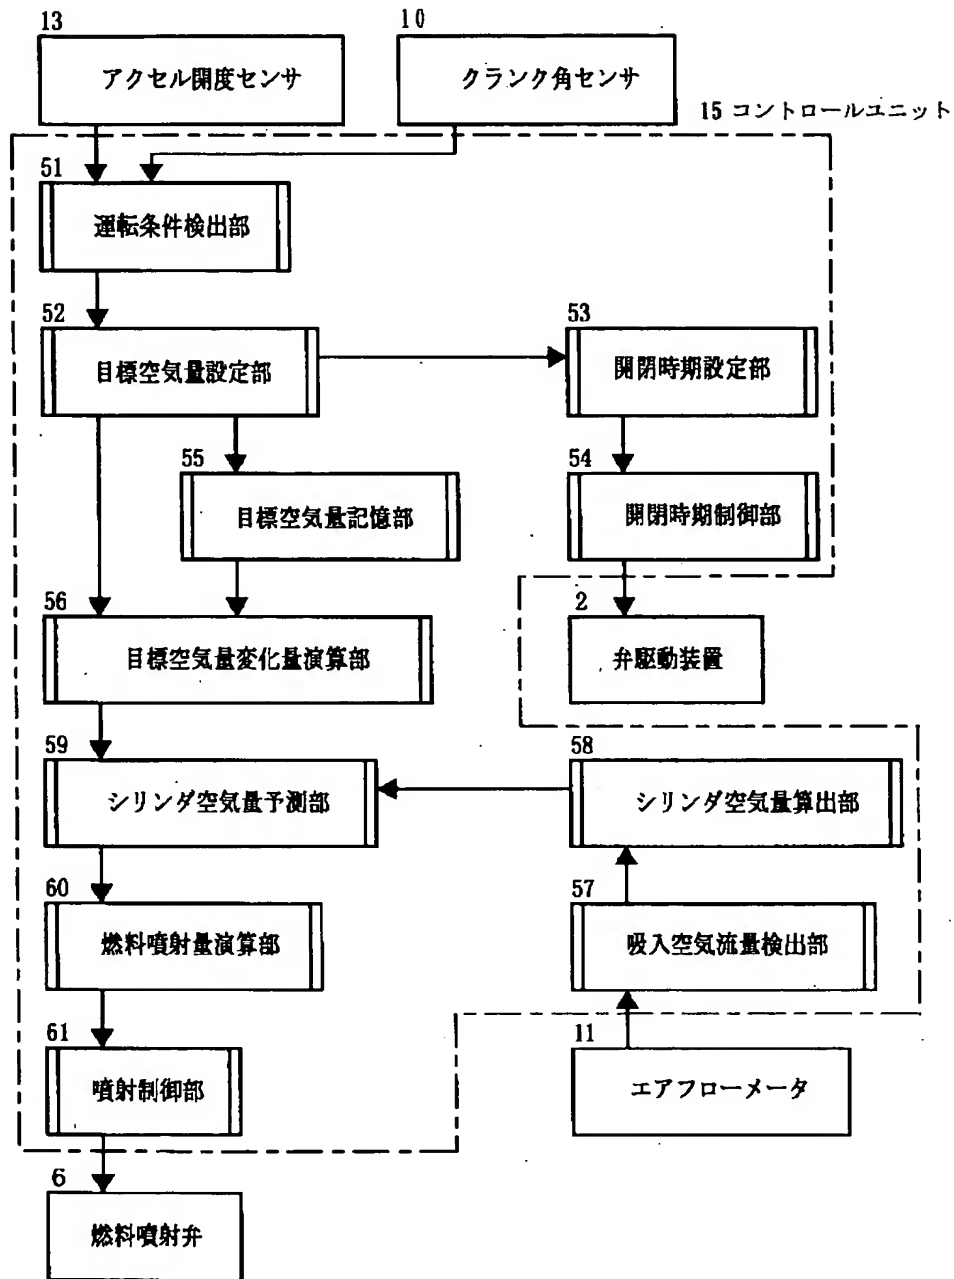 13
アクセル開度センサ
10
クランク角センサ
15 コントロールユニット
51
運転条件検出部
52
目標空気量設定部
53
開閉時期設定部
55
目標空気量記憶部
54
開閉時期制御部
56
目標空気量変化量演算部
2
弁駆動装置
59
シリンダ空気量予測部
58
シリンダ空気量算出部
60
燃料噴射量演算部
57
吸入空気流量検出部
61
噴射制御部
11
エアフローメータ
6
燃料噴射弁